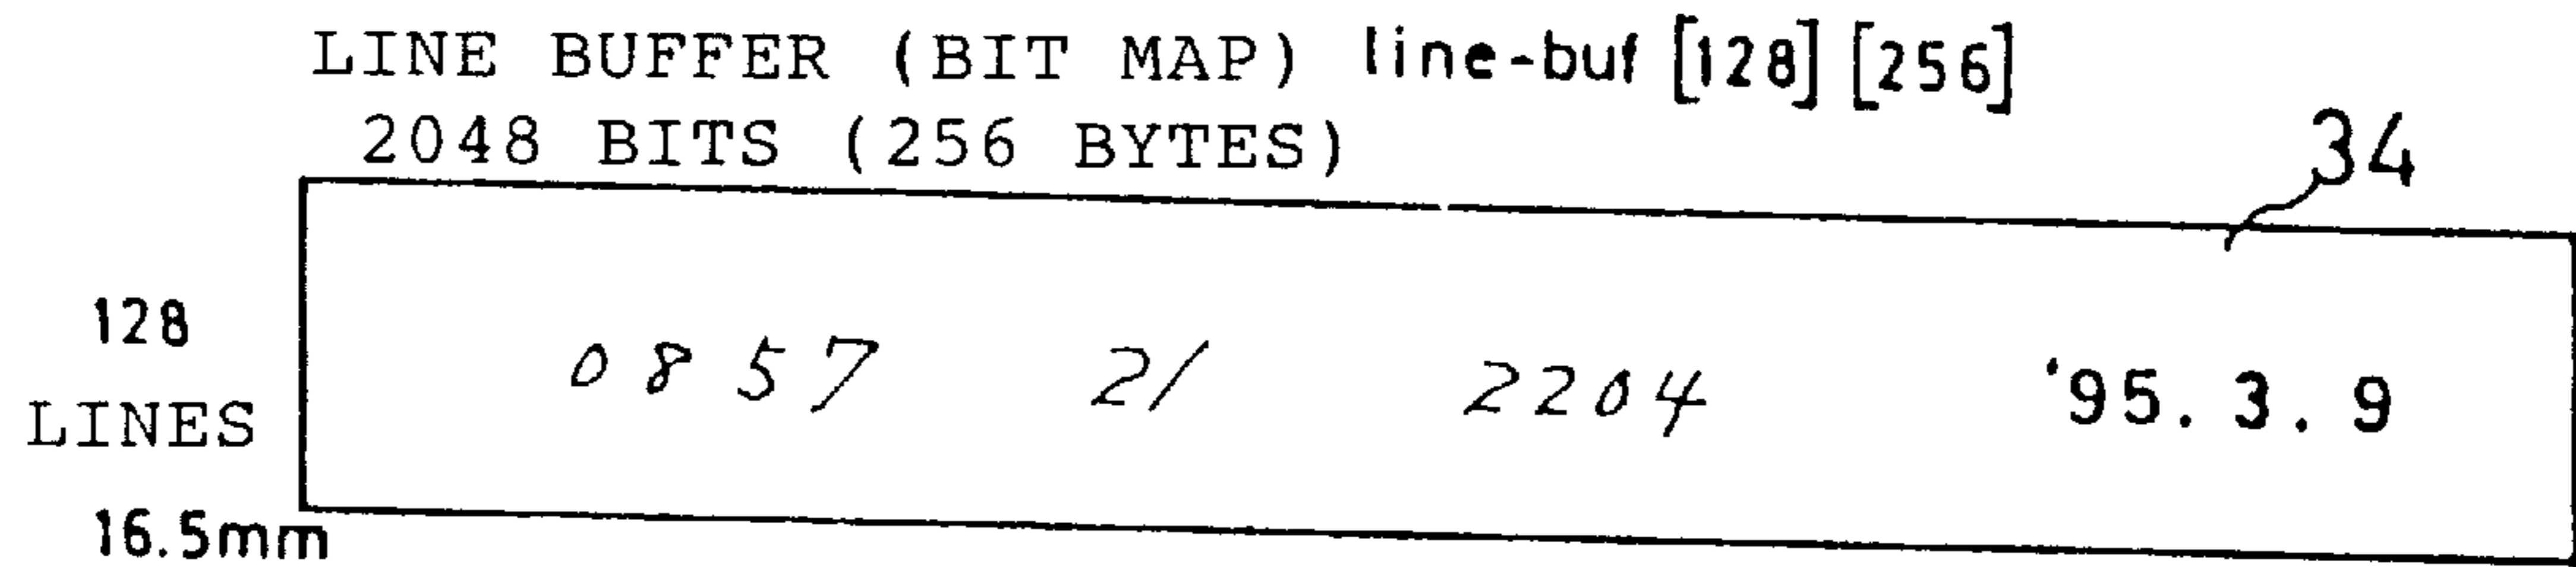 LINE BUFFER (BIT MAP) line-buf [128] [256]
2048 BITS (256 BYTES)
34
128
LINES
16.5mm
0857 21 2204 '95. 3. 9